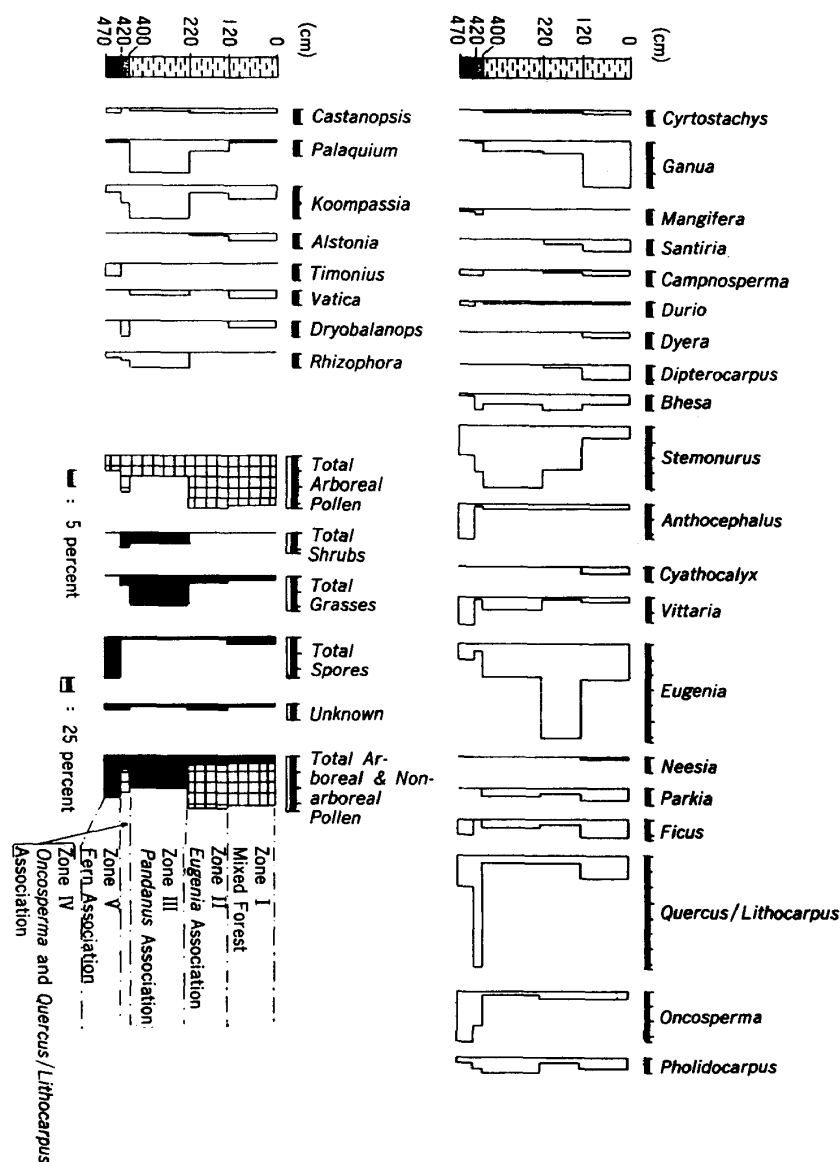 (cm)
0
120
220
400
420
470
Castanopsis
Palaquium
Koompassia
Alstonia
Timonius
Vatica
Dryobalanops
Rhizophora
Total
Arboreal
Pollen
Total
Shrubs
Total
Grasses
Total
Spores
Unknown
Total Ar-
boreal & Non-
arboreal
Pollen
: 5 percent
: 25 percent
Zone I
Mixed Forest
Zone II
Eugenia Association
Zone III
Pandanus Association
Zone V
Fern Association
Zone IV
Oncosperma and Quercus/Lithocarpus
Association
(cm)
0
120
220
400
420
470
Cyrtostachys
Ganua
Mangifera
Santiria
Campnosperma
Durio
Dyera
Dipterocarpus
Bhesa
Stemonurus
Anthocephalus
Cyathocalyx
Vittaria
Eugenia
Neesia
Parkia
Ficus
Quercus/Lithocarpus
Oncosperma
Pholidocarpus